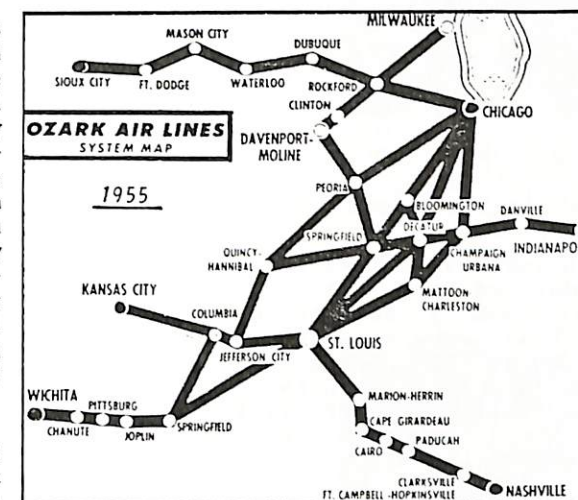 MILWAUKEE
MASON CITY
DUBUQUE
SIOUX CITY
FT. DODGE
WATERLOO
ROCKFORD
CLINTON
CHICAGO
OZARK AIR LINES
SYSTEM MAP
DAVENPORT-
MOLINE
1955
PEORIA
BLOOMINGTON
DANVILLE
SPRINGFIELD
DECATUR
INDIANAPO
CHAMPAIGN
URBANA
QUINCY-
HANNIBAL
KANSAS CITY
MATTOON
CHARLESTON
COLUMBIA
JEFFERSON CITY
ST. LOUIS
WICHITA
PITTSBURG
CHANUTE
JOPLIN
SPRINGFIELD
MARION-HERRIN
CAPE GIRARDEAU
CAIRO
PADUCAH
CLARKSVILLE
FT. CAMPBELL-HOPKINSVILLE
NASHVILLE